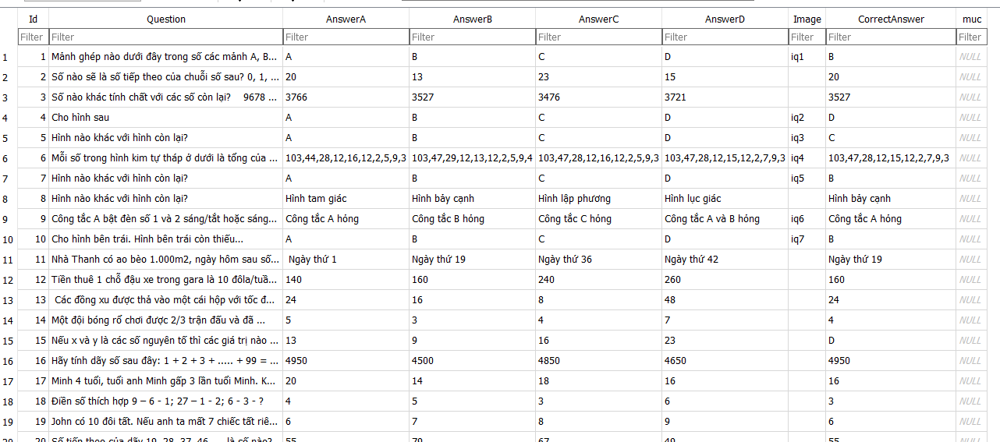 Id Question AnswerA AnswerB AnswerC AnswerD Image CorrectAnswer muc
Filter Filter Filter Filter Filter Filter Filter Filter Filter
1 1 Mảnh ghép nào dưới đây trong số các mảnh A, B... A B C D iq1 B NULL
2 2 Số nào sẽ là số tiếp theo của chuỗi số sau? 0, 1, ... 20 13 23 15 20 NULL
3 3 Số nào khác tính chất với các số còn lại? 9678 ... 3766 3527 3476 3721 3527 NULL
4 4 Cho hình sau A B C D iq2 D NULL
5 5 Hình nào khác với hình còn lại? A B C D iq3 C NULL
6 6 Mỗi số trong hình kim tự tháp ở dưới là tổng của ... 103,44,28,12,16,12,2,5,9,3 103,47,29,12,13,12,2,5,9,4 103,47,28,12,16,12,2,5,9,3 103,47,28,12,15,12,2,7,9,3 iq4 103,47,28,12,15,12,2,7,9,3 NULL
7 7 Hình nào khác với hình còn lại? A B C D iq5 B NULL
8 8 Hình nào khác với hình còn lại? Hình tam giác Hình bảy cạnh Hình lập phương Hình lục giác Hình bảy cạnh NULL
9 9 Công tắc A bật đèn số 1 và 2 sáng/tắt hoặc sáng... Công tắc A hỏng Công tắc B hỏng Công tắc C hỏng Công tắc A và B hỏng iq6 Công tắc A hỏng NULL
10 10 Cho hình bên trái. Hình bên trái còn thiếu... A B C D iq7 B NULL
11 11 Nhà Thanh có ao bèo 1.000m2, ngày hôm sau số... Ngày thứ 1 Ngày thứ 19 Ngày thứ 36 Ngày thứ 42 Ngày thứ 19 NULL
12 12 Tiền thuê 1 chỗ đậu xe trong gara là 10 đôla/tuầ... 140 160 240 260 160 NULL
13 13 Các đồng xu được thả vào một cái hộp với tốc đ... 24 16 8 48 24 NULL
14 14 Một đội bóng rổ chơi được 2/3 trận đấu và đã ... 5 3 4 7 4 NULL
15 15 Nếu x và y là các số nguyên tố thì các giá trị nào ... 13 9 16 23 D NULL
16 16 Hãy tính dãy số sau đây: 1 + 2 + 3 + ..... + 99 = ... 4950 4500 4850 4650 4950 NULL
17 17 Minh 4 tuổi, tuổi anh Minh gấp 3 lần tuổi Minh. K... 20 14 18 16 16 NULL
18 18 Điền số thích hợp 9 – 6 - 1; 27 – 1 - 2; 6 - 3 - ? 4 5 3 6 3 NULL
19 19 John có 10 đôi tất. Nếu anh ta mất 7 chiếc tất riê... 6 7 8 9 6 NULL
20 20 Số tiếp theo của dãy 19, 28, 37, 46, ... là số nào? 55 70 67 49 55 NULL